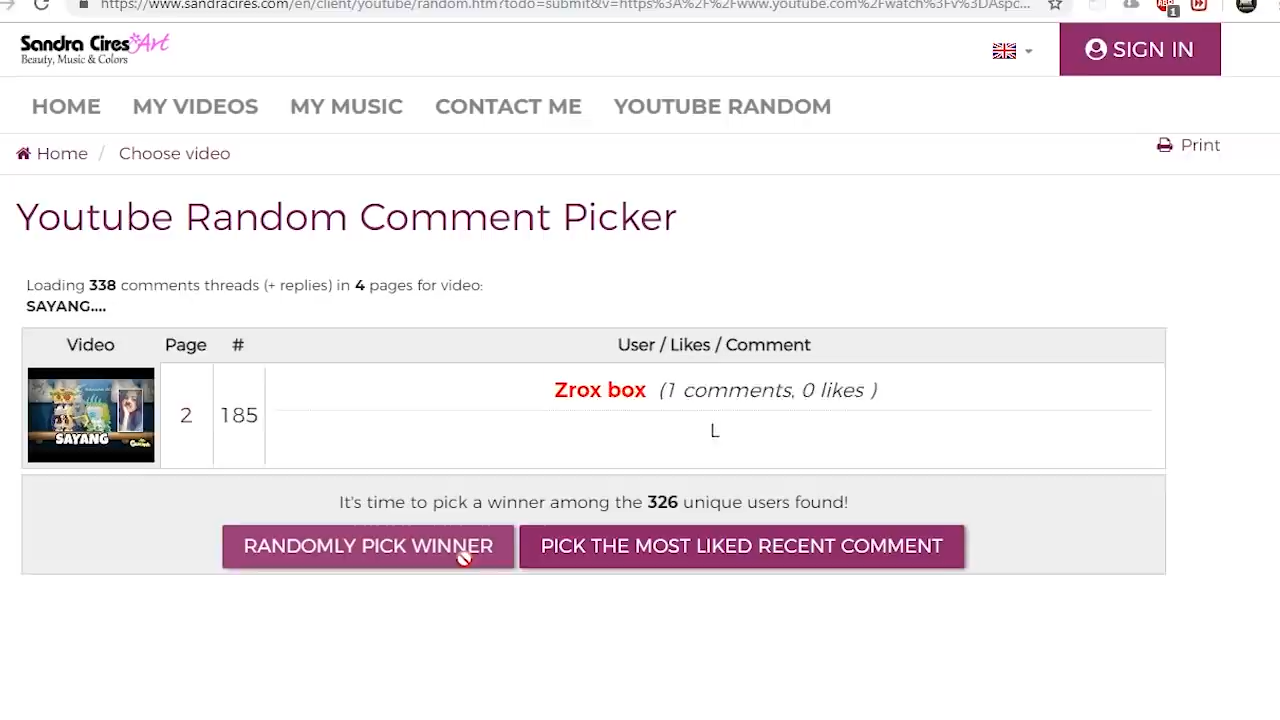 https://www.sandracires.com/en/client/youtube/random.htm?todo=submit&v=https%3A%2F%2Fwww.youtube.com%2Fwatch%3Fv%3DAspc...
1
Sandra Cires Art
Beauty, Music & Colors
SIGN IN
HOME MY VIDEOS MY MUSIC CONTACT ME YOUTUBE RANDOM
Home / Choose video
Print
Youtube Random Comment Picker
Loading 338 comments threads (+ replies) in 4 pages for video:
SAYANG....
Video Page # User / Likes / Comment
SAYANG
2 185 Zrox box (1 comments, 0 likes )
L
It's time to pick a winner among the 326 unique users found!
RANDOMLY PICK WINNER PICK THE MOST LIKED RECENT COMMENT